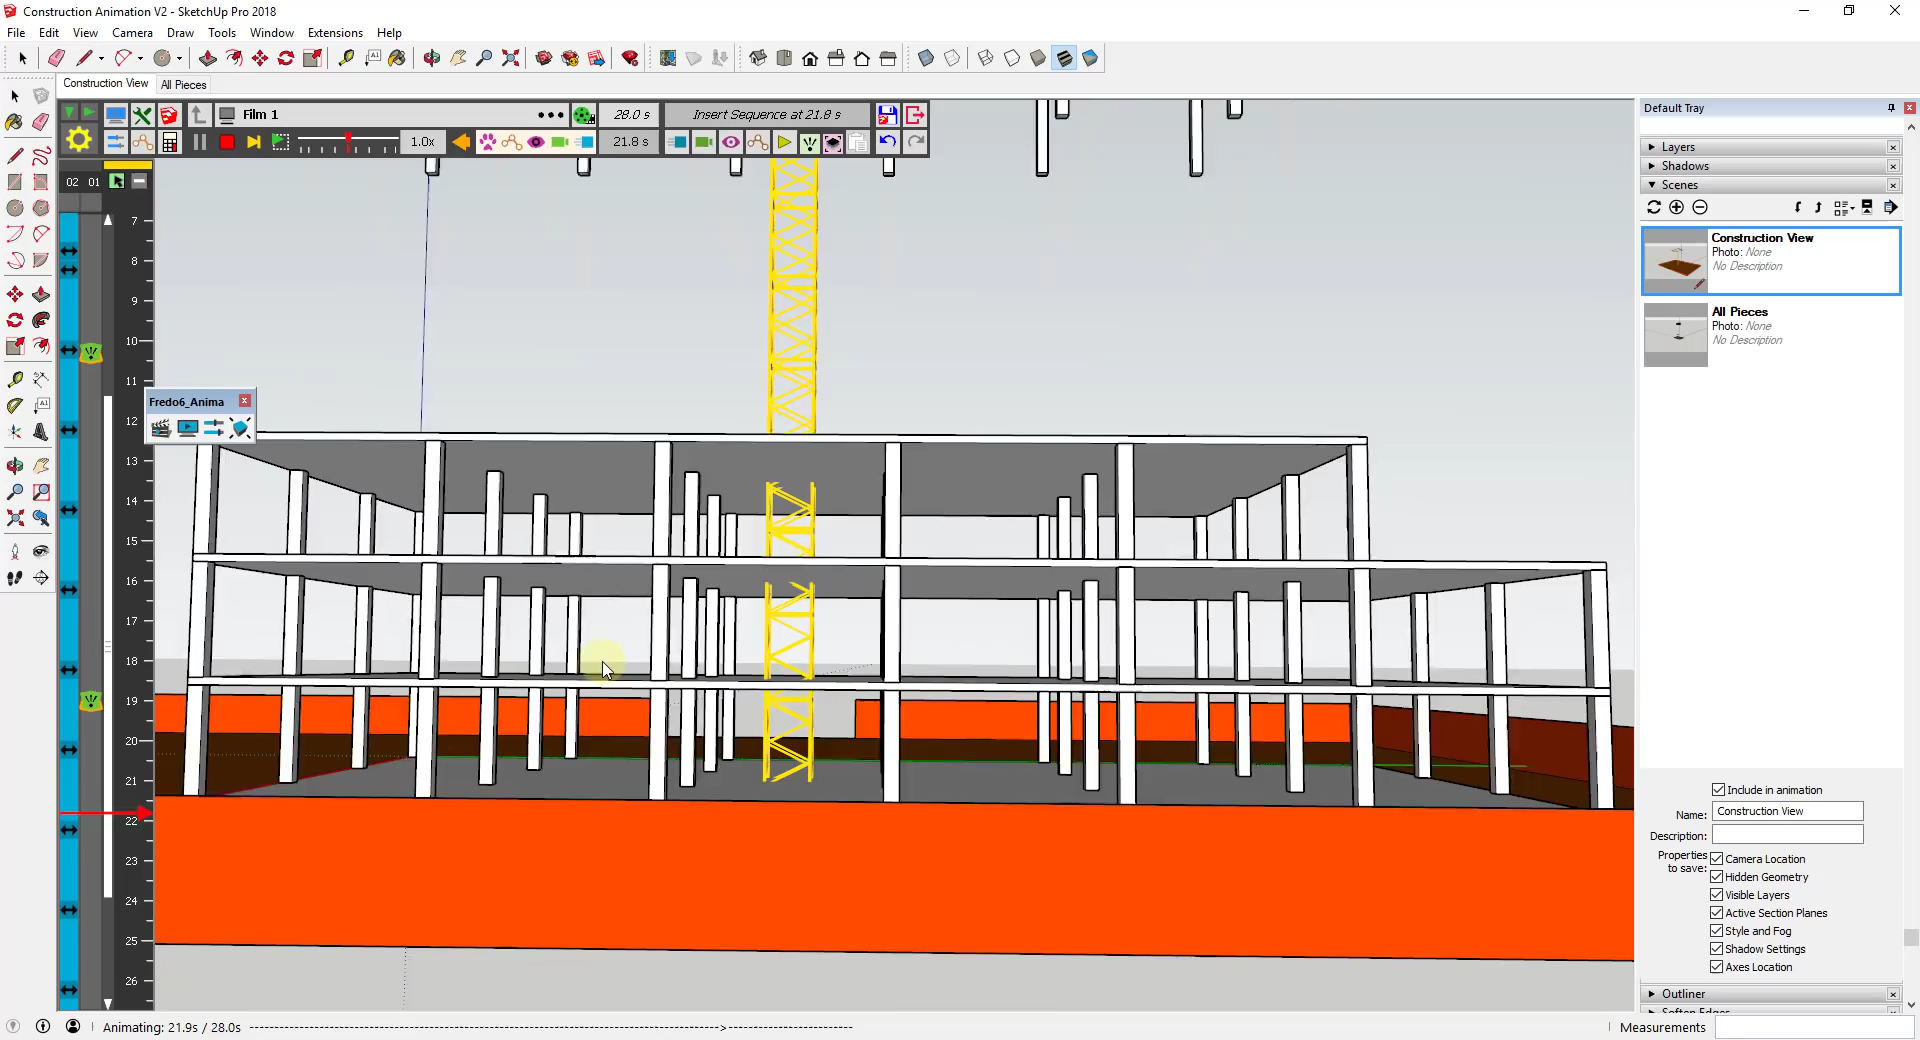 Construction Animation V2 - SketchUp Pro 2018
File Edit View Camera Draw Tools Window Extensions Help
Construction View All Pieces
Film 1 28.0 s Insert Sequence at 21.8 s
1.0x 21.8 s
02 01
7
8
9
10
11
12
13
14
15
16
17
18
19
20
21
22
23
24
25
26
Fredo6_Anima
Default Tray
Layers
Shadows
Scenes
Construction View
Photo: None
No Description
All Pieces
Photo: None
No Description
Include in animation
Name: Construction View
Description:
Properties to save:
Camera Location
Hidden Geometry
Visible Layers
Active Section Planes
Style and Fog
Shadow Settings
Axes Location
Outliner
Soften Edges
Animating: 21.9s / 28.0s
Measurements